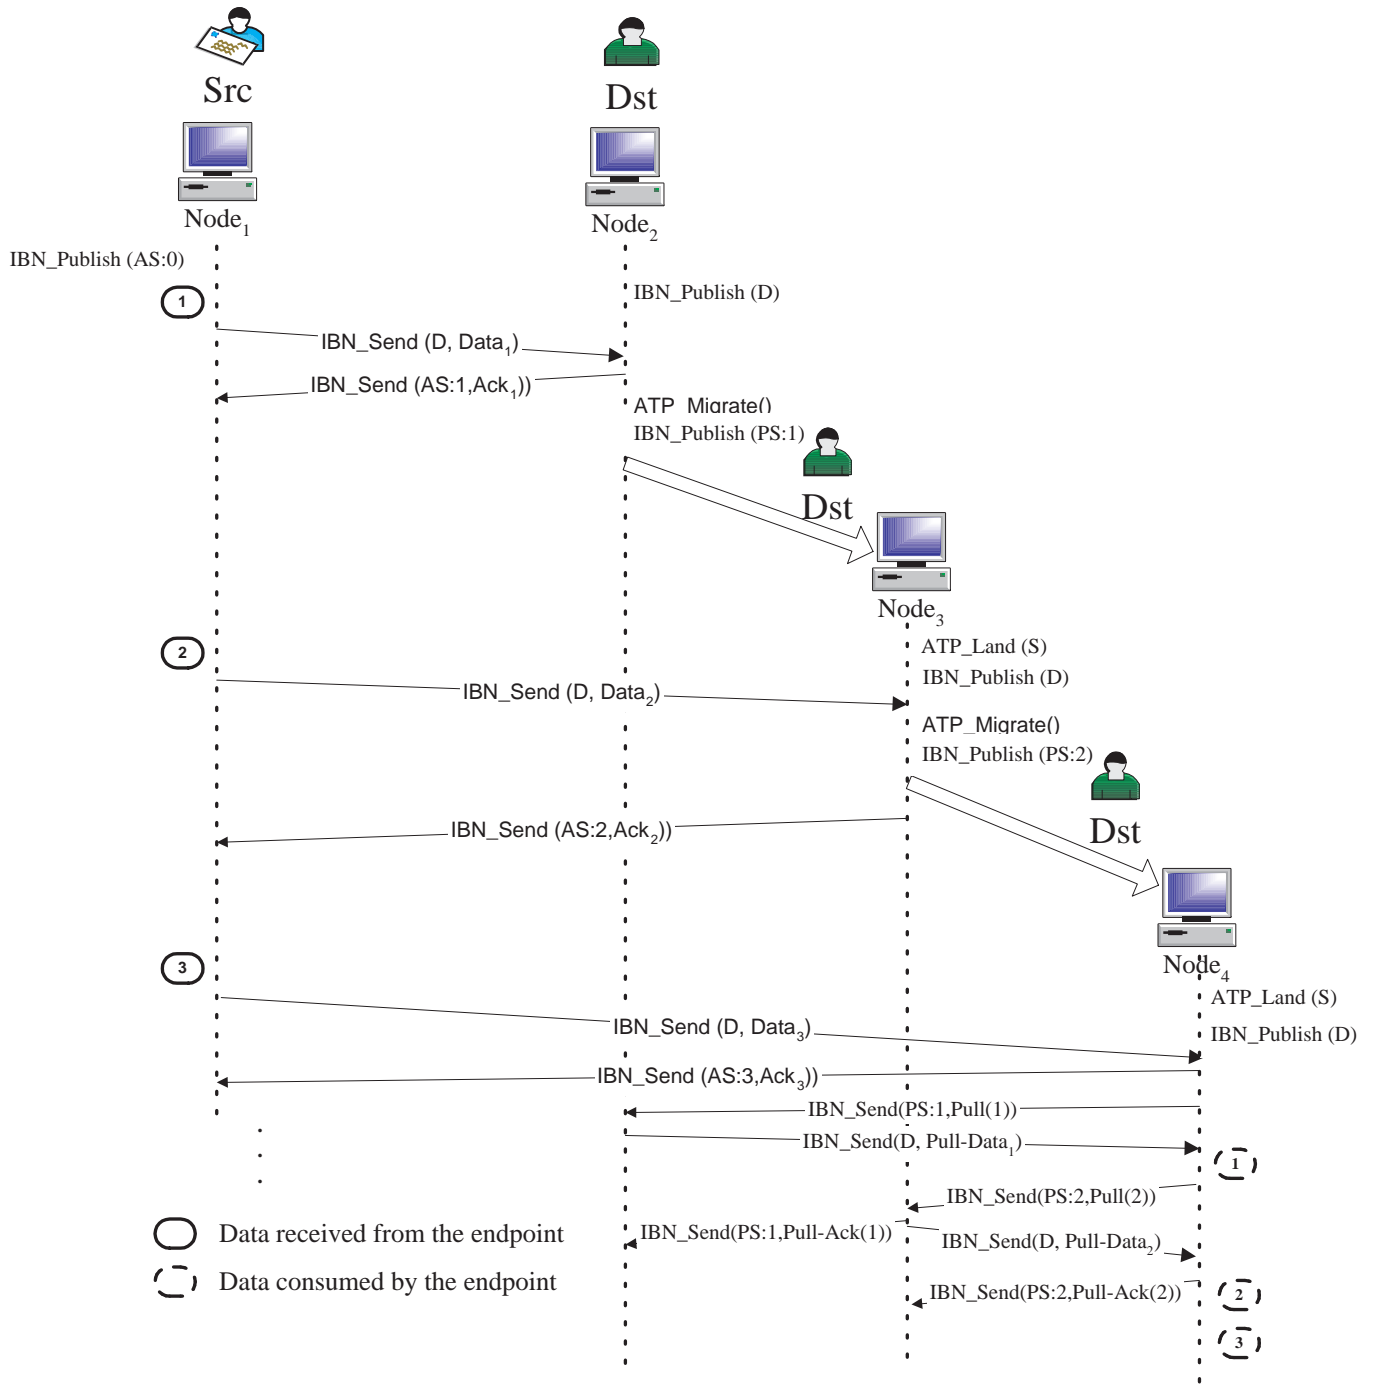 Src
Dst
Node1
Node2
IBN_Publish (AS:0)
1
IBN_Publish (D)
IBN_Send (D, Data1)
IBN_Send (AS:1,Ack1))
ATP_Migrate()
IBN_Publish (PS:1)
Dst
Node3
2
ATP_Land (S)
IBN_Publish (D)
IBN_Send (D, Data2)
ATP_Migrate()
IBN_Publish (PS:2)
IBN_Send (AS:2,Ack2))
Dst
3
Node4
ATP_Land (S)
IBN_Send (D, Data3)
IBN_Publish (D)
IBN_Send (AS:3,Ack3))
IBN_Send(PS:1,Pull(1))
IBN_Send(D, Pull-Data1)
1
IBN_Send(PS:2,Pull(2))
Data received from the endpoint
IBN_Send(PS:1,Pull-Ack(1))
IBN_Send(D, Pull-Data2)
Data consumed by the endpoint
IBN_Send(PS:2,Pull-Ack(2))
2
3